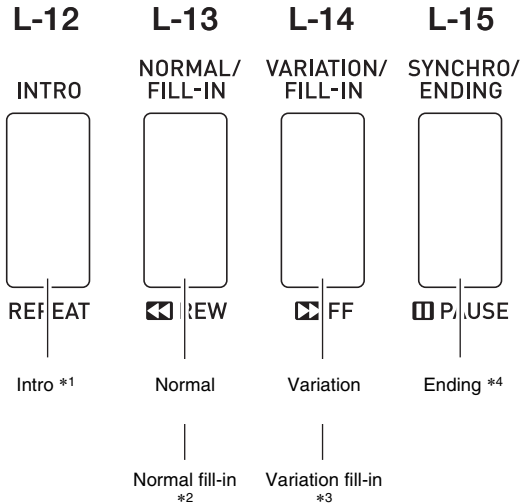 L-12 L-13 L-14 L-15
INTRO NORMAL/ FILL-IN VARIATION/ FILL-IN SYNCHRO/ ENDING
REPEAT REW FF PAUSE
Intro *1 Normal Variation Ending *4
Normal fill-in Variation fill-in
*2 *3